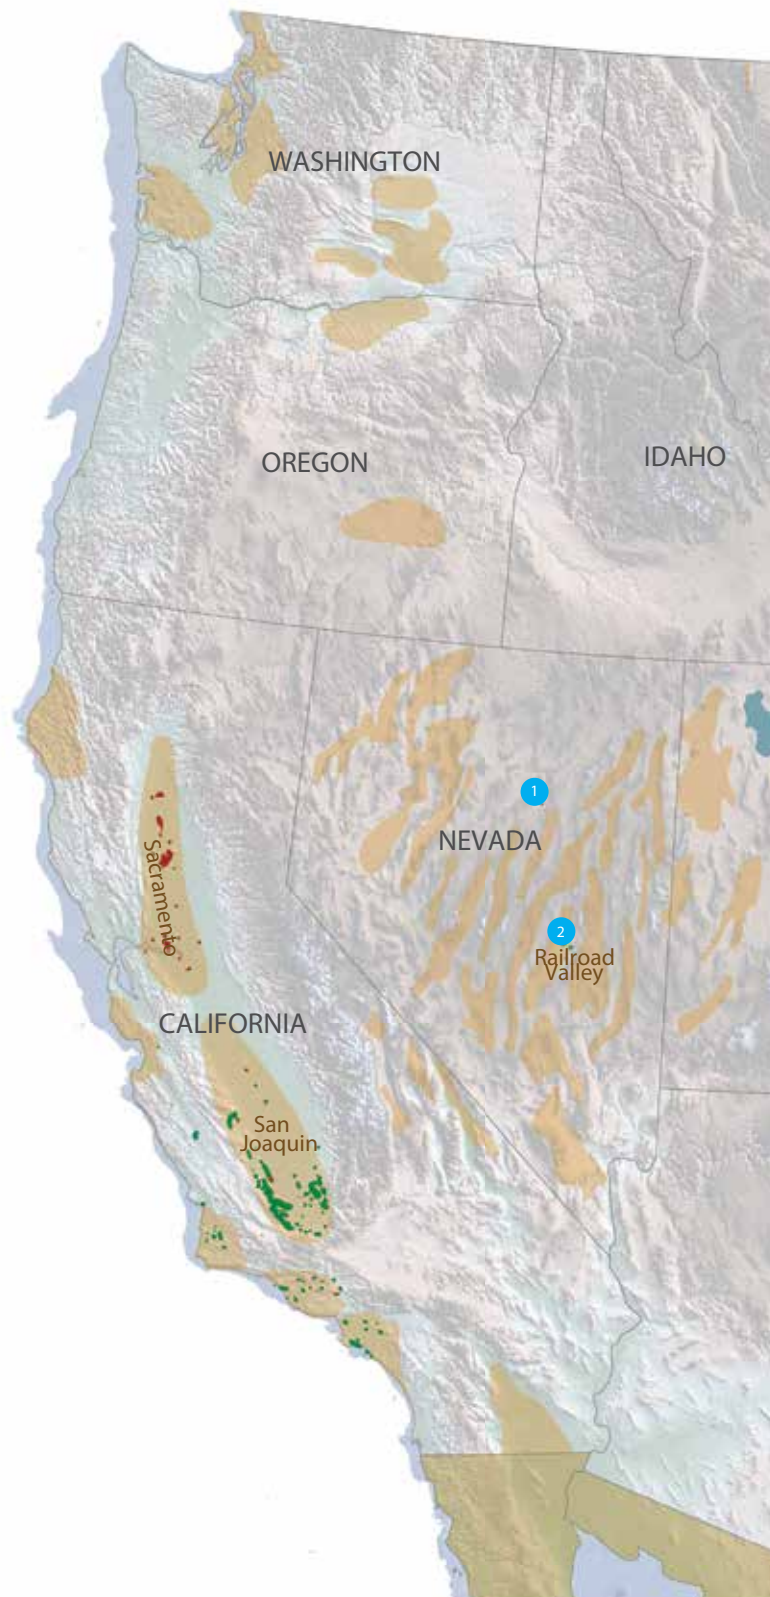 WASHINGTON
OREGON
IDAHO
1
NEVADA
Sacramento
2
Railroad
Valley
CALIFORNIA
San
Joaquin